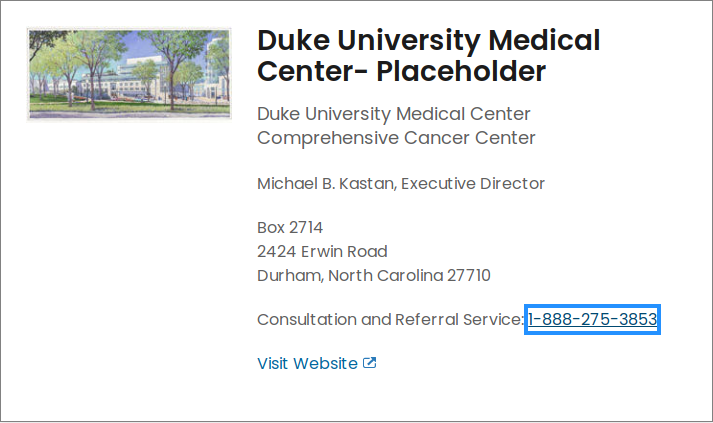 Duke University Medical
Center- Placeholder
Duke University Medical Center
Comprehensive Cancer Center
Michael B. Kastan, Executive Director
Box 2714
2424 Erwin Road
Durham, North Carolina 27710
Consultation and Referral Service: 1-888-275-3853
Visit Website